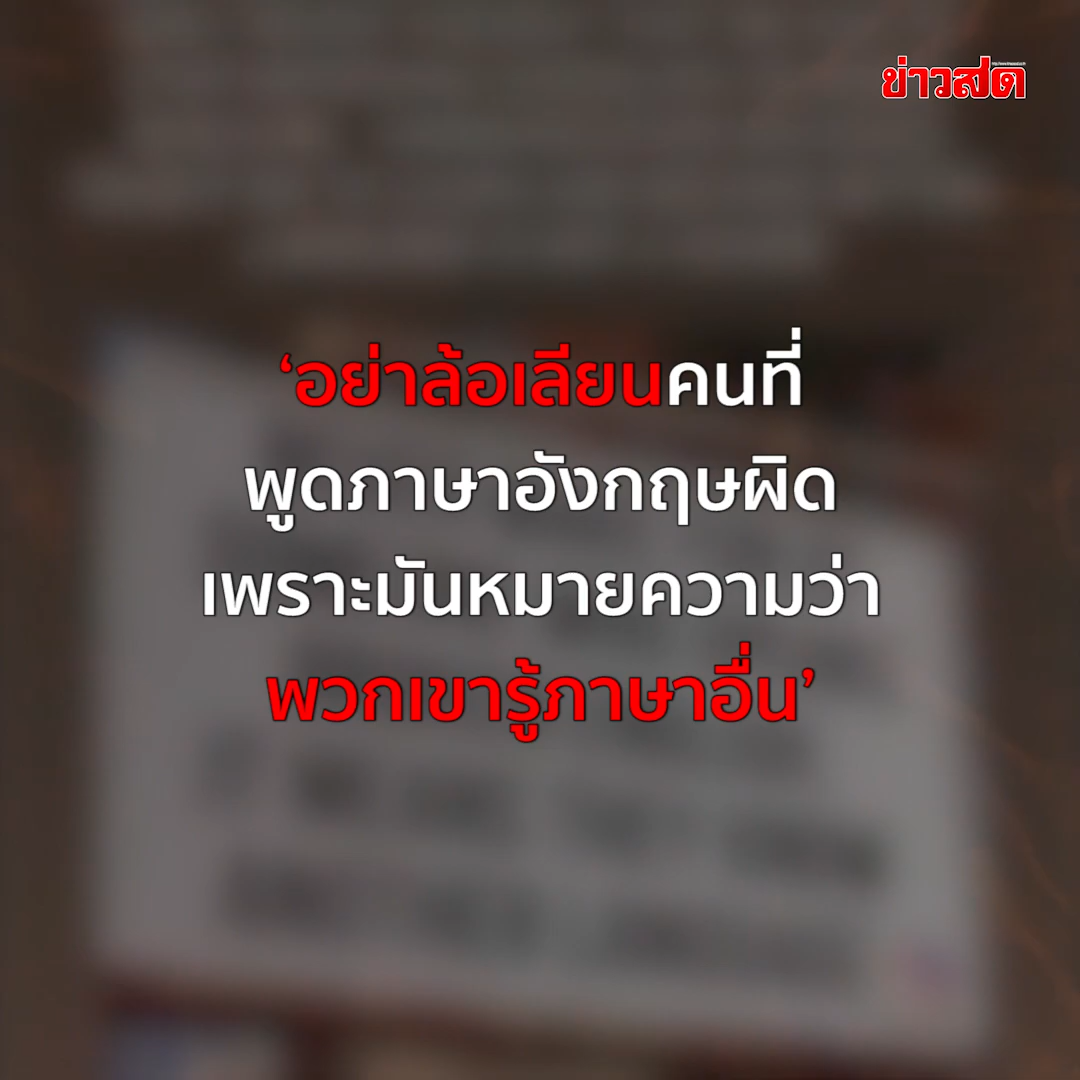 ข่าวสด
‘อย่าล้อเลียนคนที่
พูดภาษาอังกฤษผิด
เพราะมันหมายความว่า
พวกเขารู้ภาษาอื่น’